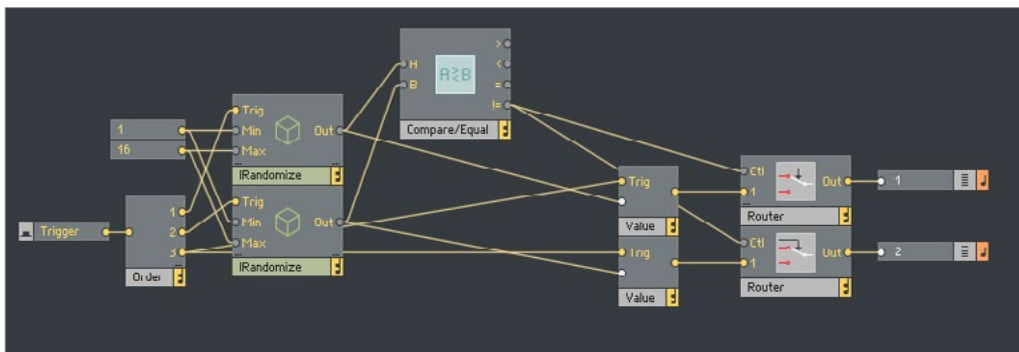 > 
< 
=
!=
H
B
A≷B
Compare/Equal
Trig
Min
Max
Out
IRandomize
1
16
Trig
Min
Max
Out
IRandomize
Trigger
1
2
3
Order
Trig
Value
Trig
Value
Ctl
1
Out
Router
1
Ctl
1
Out
Router
2